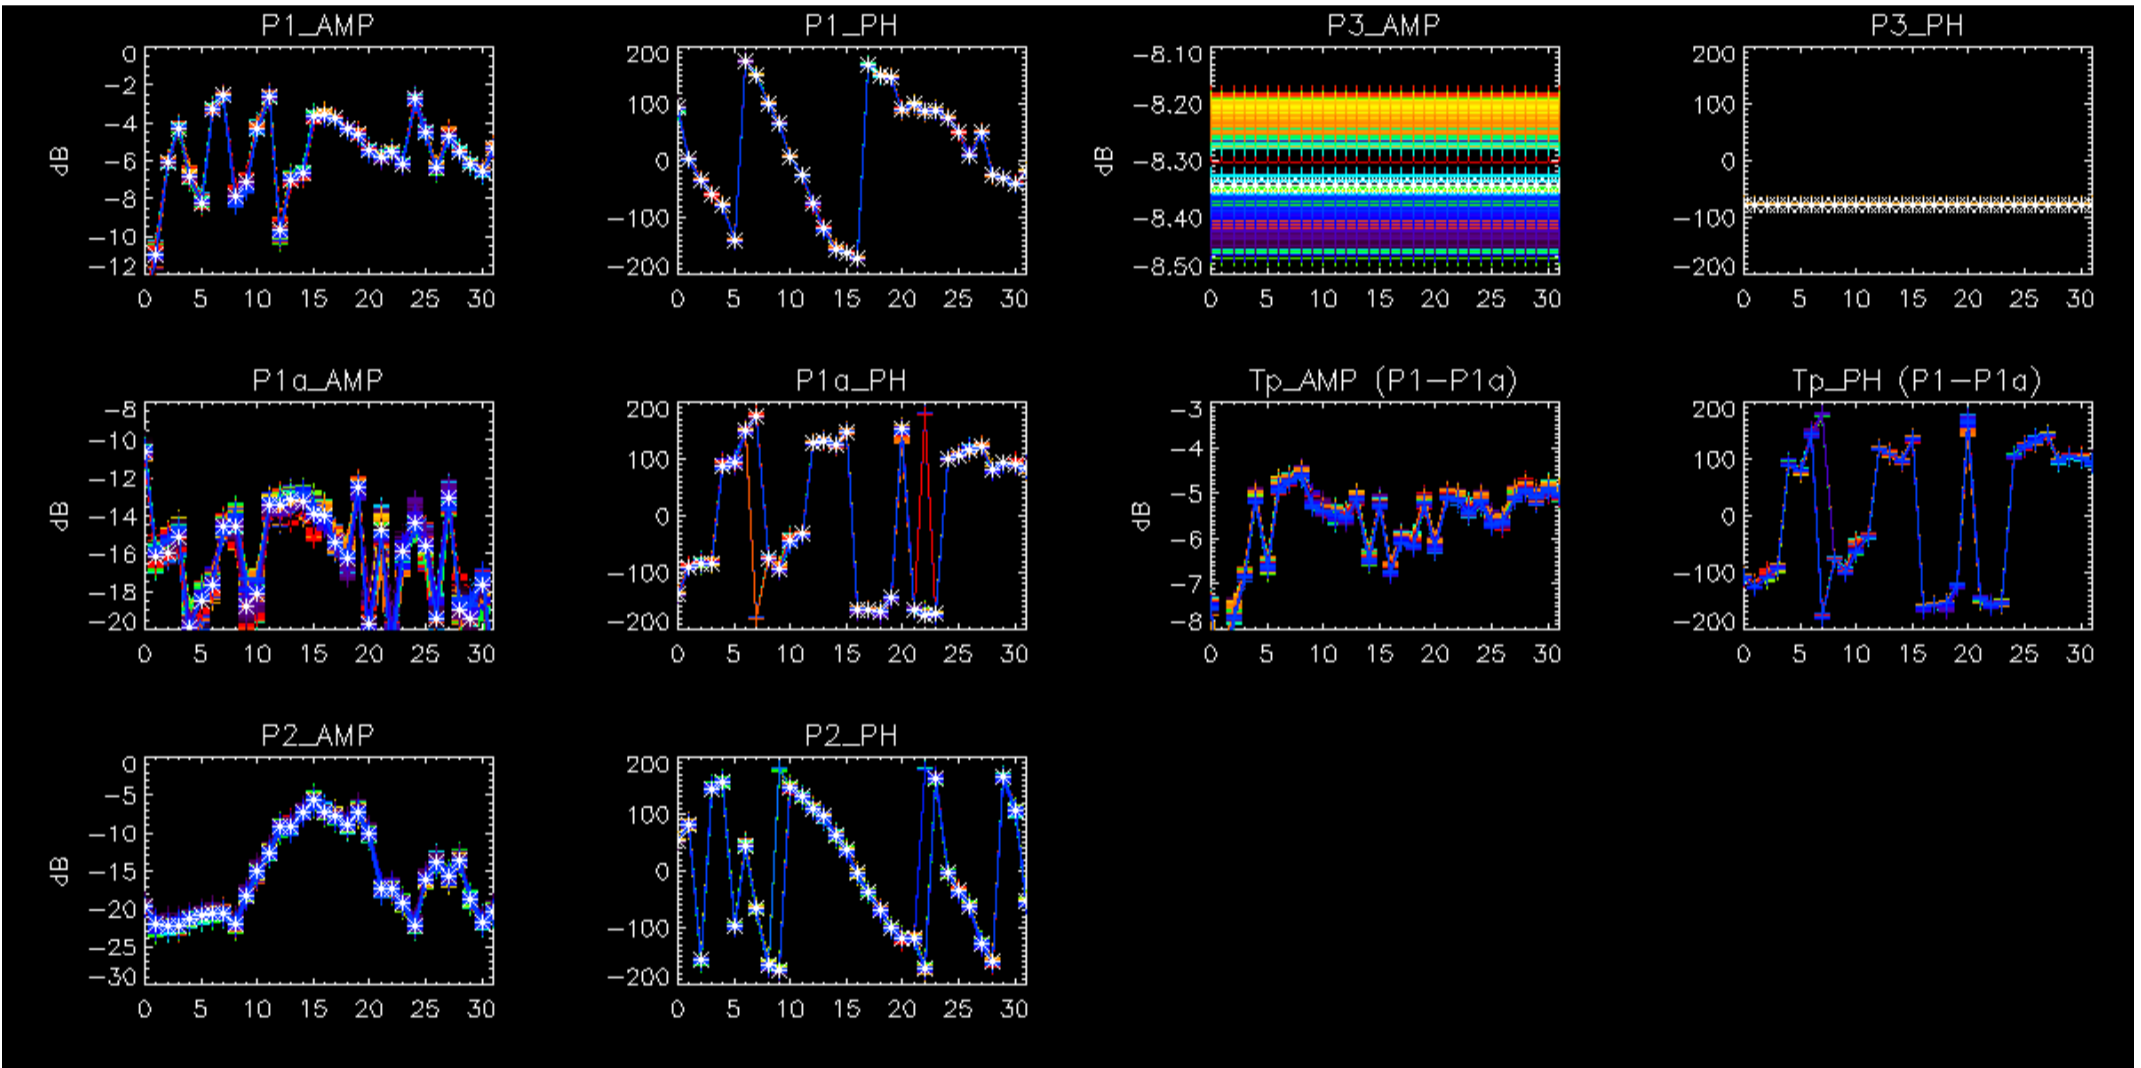 P1_AMP
0
-2
-4
-6
-8
-10
-12
dB
0 5 10 15 20 25 30
P1_PH
200
100
0
-100
-200
0 5 10 15 20 25 30
P3_AMP
-8.10
-8.20
-8.30
-8.40
-8.50
dB
0 5 10 15 20 25 30
P3_PH
200
100
0
-100
-200
0 5 10 15 20 25 30
P1a_AMP
-8
-10
-12
-14
-16
-18
-20
dB
0 5 10 15 20 25 30
P1a_PH
200
100
0
-100
-200
0 5 10 15 20 25 30
Tp_AMP (P1-P1a)
-3
-4
-5
-6
-7
-8
dB
0 5 10 15 20 25 30
Tp_PH (P1-P1a)
200
100
0
-100
-200
0 5 10 15 20 25 30
P2_AMP
0
-5
-10
-15
-20
-25
-30
dB
0 5 10 15 20 25 30
P2_PH
200
100
0
-100
-200
0 5 10 15 20 25 30